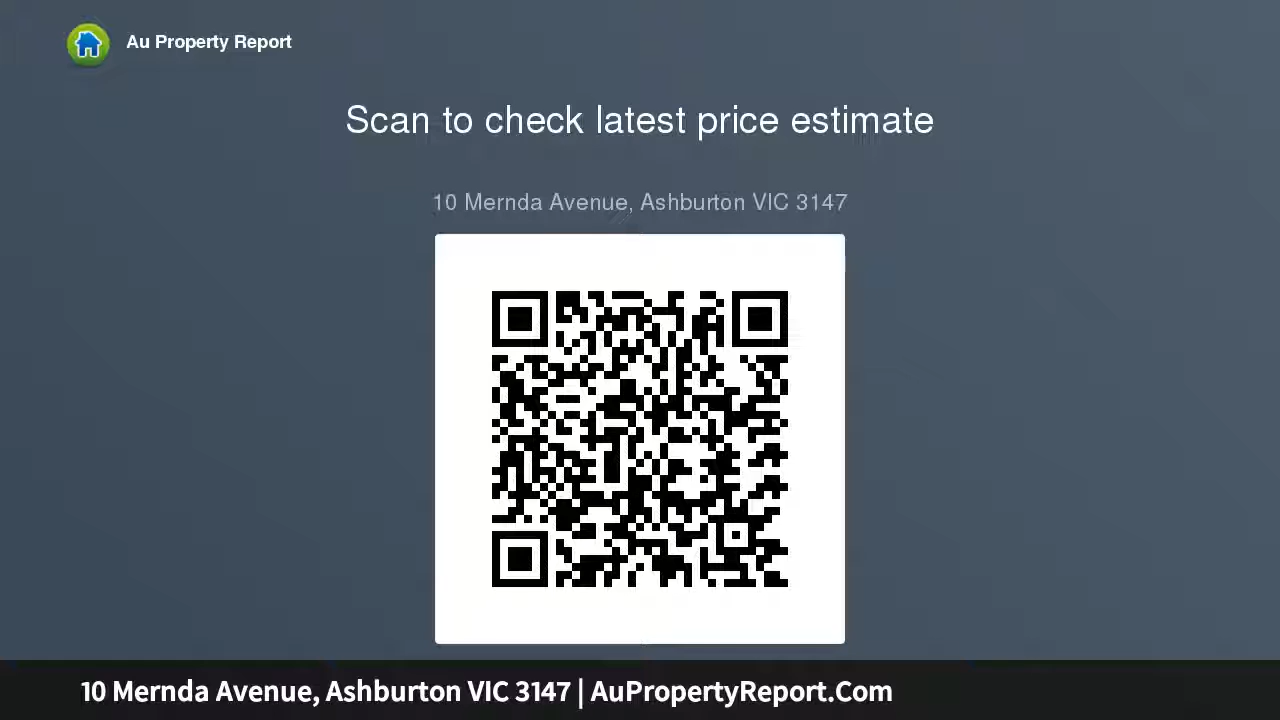 Au Property Report
Scan to check latest price estimate
10 Mernda Avenue, Ashburton VIC 3147
10 Mernda Avenue, Ashburton VIC 3147 | AuPropertyReport.Com